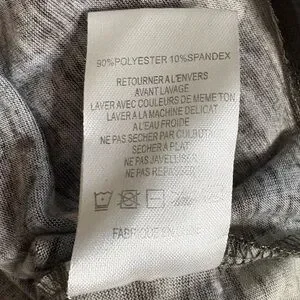 90%POLYESTER 10%SPANDEX
RETOURNER A L'ENVERS
AVANT LAVAGE
LAVER AVEC COULEURS DE MEME TON
LAVER A LA MACHINE DELICAT
A L'EAU FROIDE
NE PAS SECHER PAR CULBUTAGE
SECHER A PLAT
NE PAS JAVELLISER
NE PAS REPASSER
FABRIQUE EN